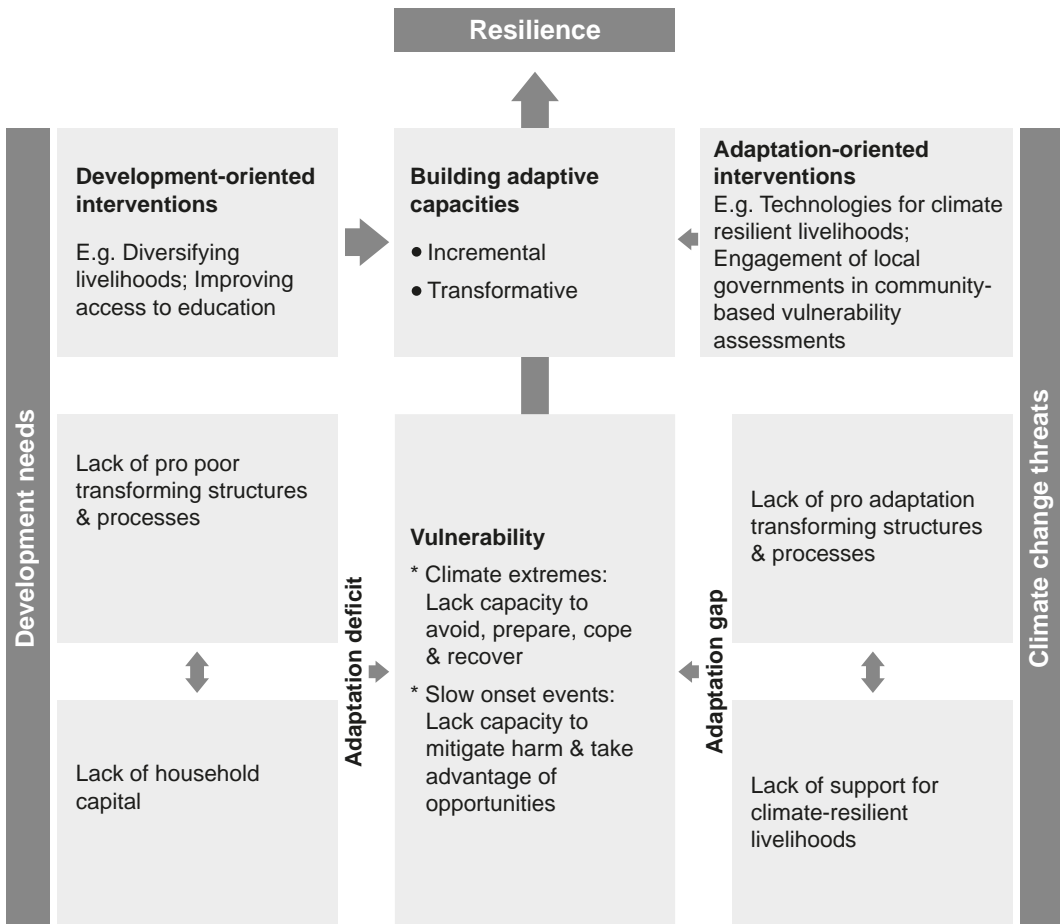 Resilience
Development needs
Development-oriented
interventions
E.g. Diversifying
livelihoods; Improving
access to education
Building adaptive
capacities
● Incremental
● Transformative
Adaptation-oriented
interventions
E.g. Technologies for climate
resilient livelihoods;
Engagement of local
governments in community-
based vulnerability
assessments
Climate change threats
Lack of pro poor
transforming structures
& processes
Lack of household
capital
Adaptation deficit
Vulnerability
* Climate extremes:
Lack capacity to
avoid, prepare, cope
& recover
* Slow onset events:
Lack capacity to
mitigate harm & take
advantage of
opportunities
Adaptation gap
Lack of pro adaptation
transforming structures
& processes
Lack of support for
climate-resilient
livelihoods